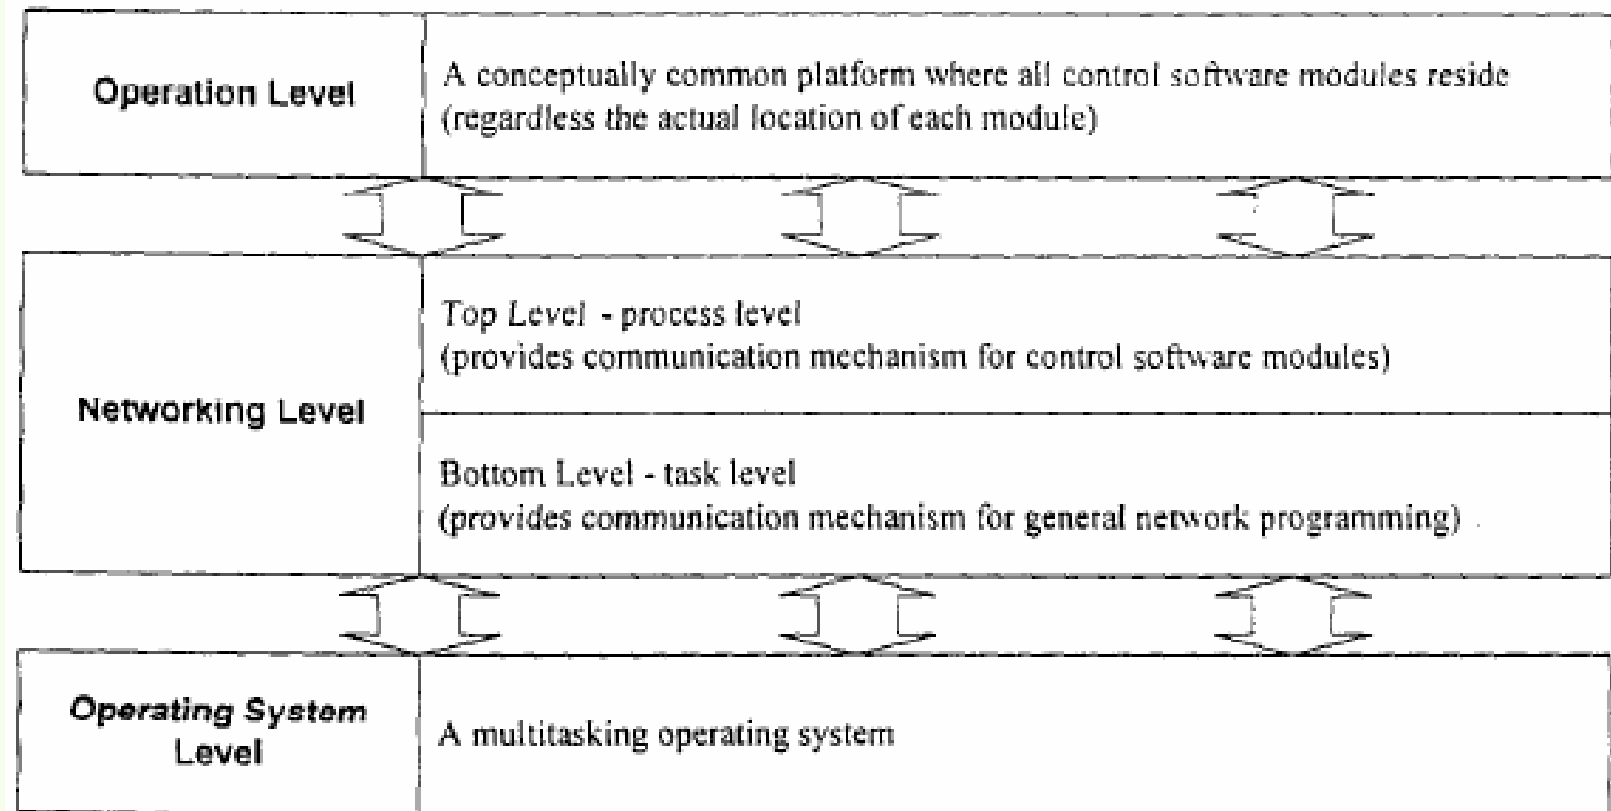 Operation Level
A conceptually common platform where all control software modules reside
(regardless the actual location of each module)
Networking Level
Top Level - process level
(provides communication mechanism for control software modules)
Bottom Level - task level
(provides communication mechanism for general network programming)
Operating System
Level
A multitasking operating system